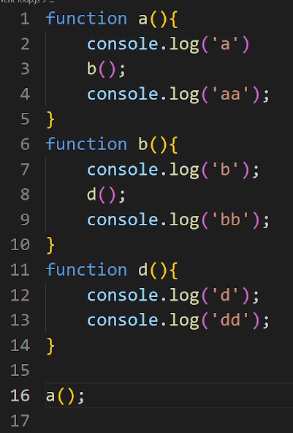 1 function a(){
2     console.log('a')
3     b();
4     console.log('aa');
5 }
6 function b(){
7     console.log('b');
8     d();
9     console.log('bb');
10 }
11 function d(){
12     console.log('d');
13     console.log('dd');
14 }
15
16 a();
17